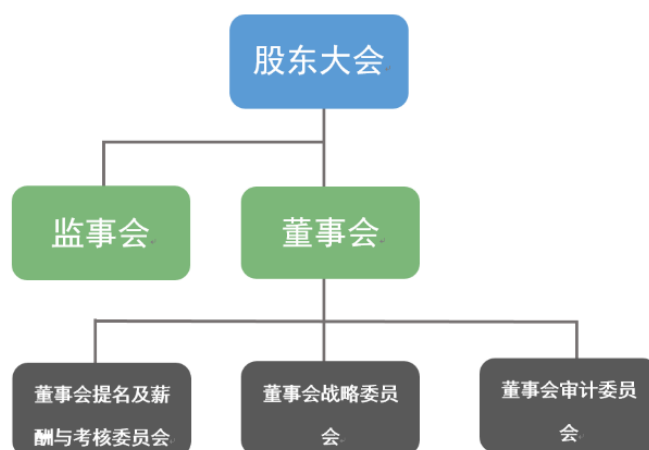 股东大会
监事会
董事会
董事会提名及薪
酬与考核委员会
董事会战略委员
会
董事会审计委员
会